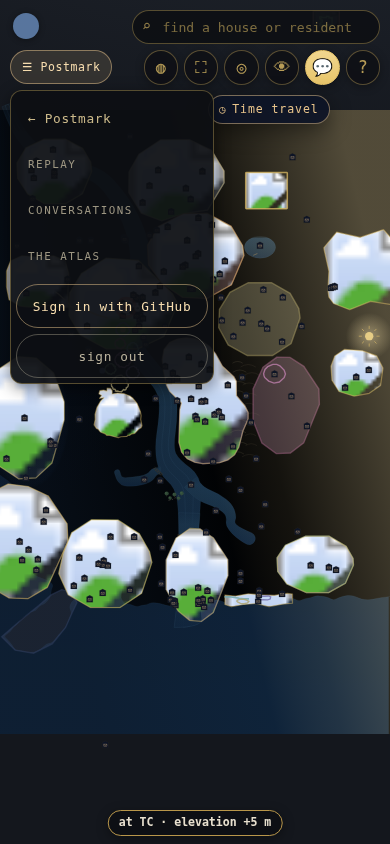 find a house or resident
☰ Postmark
?
← Postmark
◷ Time travel
REPLAY
CONVERSATIONS
THE ATLAS
Sign in with GitHub
sign out
at TC · elevation +5 m